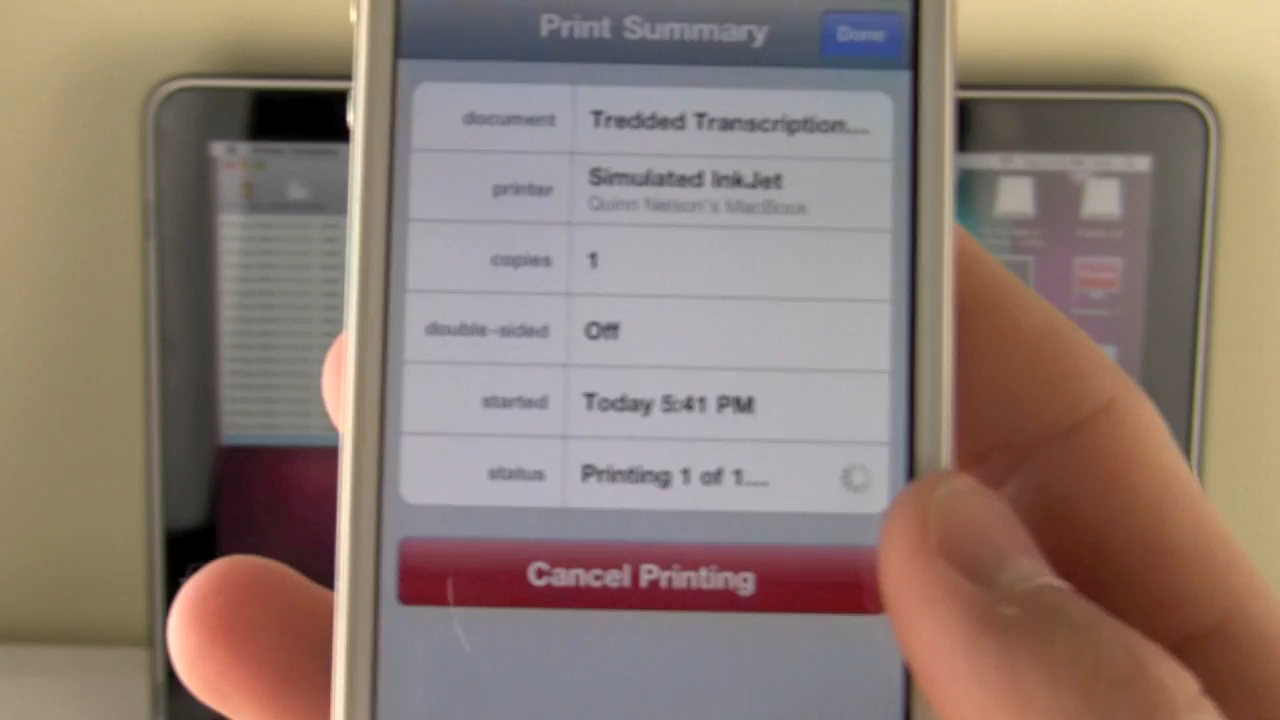 Print Summary
Done
document
Tredded Transcription...
printer
Simulated InkJet
Quinn Nelson's MacBook
copies
1
double-sided
Off
started
Today 5:41 PM
status
Printing 1 of 1...
Cancel Printing